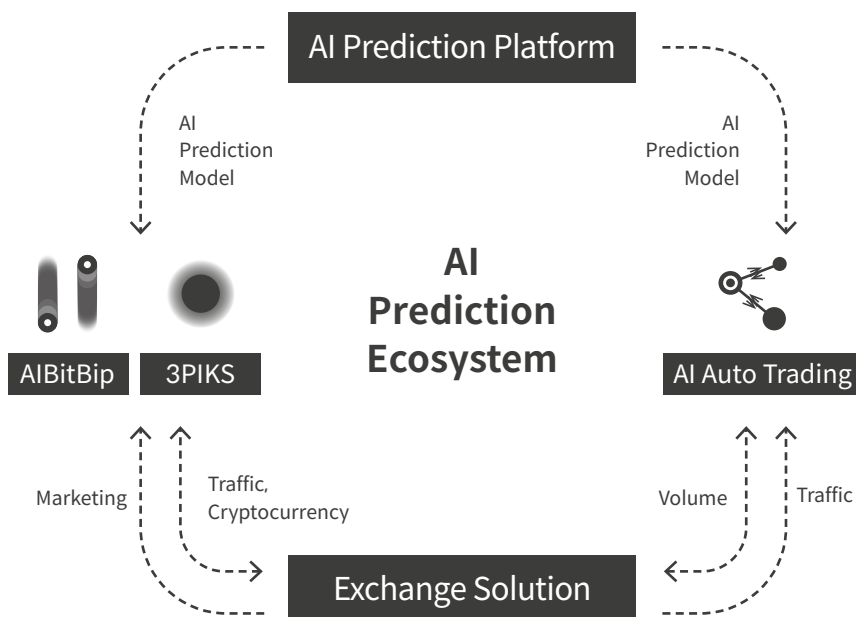 AI Prediction Platform
AI
Prediction
Model
AI
Prediction
Model
AI
Prediction
Ecosystem
AIBitBip
3PIKS
AI Auto Trading
Marketing
Traffic,
Cryptocurrency
Volume
Traffic
Exchange Solution